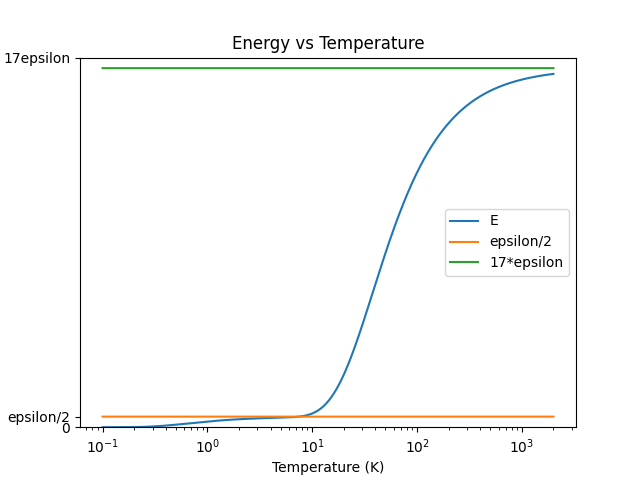 Energy vs Temperature
17epsilon
epsilon/2
0
E
epsilon/2
17*epsilon
10⁻¹ 10⁰ 10¹ 10² 10³
Temperature (K)